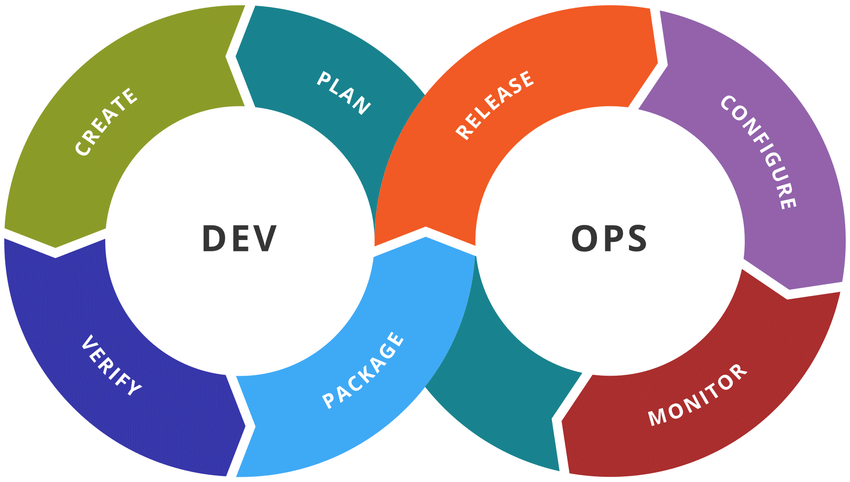 CREATE
PLAN
RELEASE
CONFIGURE
DEV
OPS
VERIFY
PACKAGE
MONITOR